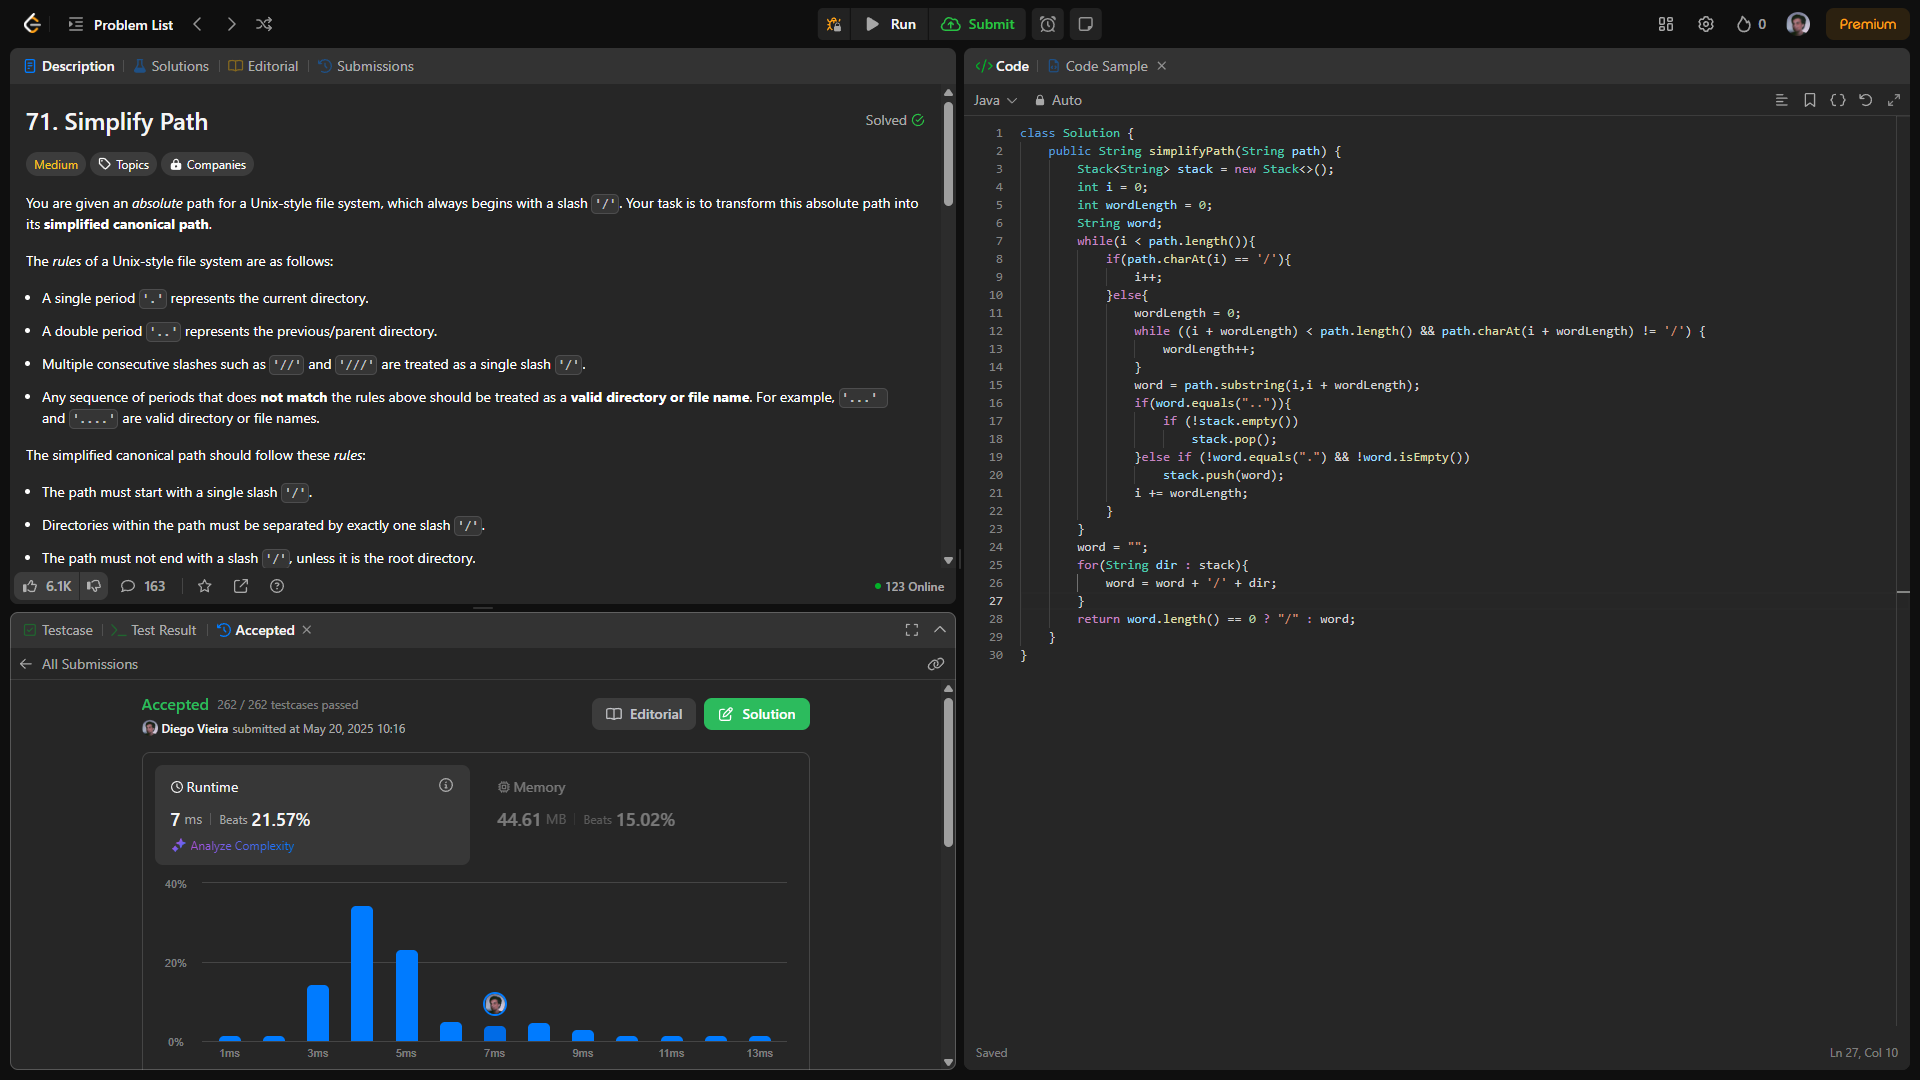 Problem List
Run
Submit
0
Premium
Description
Solutions
Editorial
Submissions
71. Simplify Path
Solved
Medium
Topics
Companies
You are given an absolute path for a Unix-style file system, which always begins with a slash '/'. Your task is to transform this absolute path into
its simplified canonical path.
The rules of a Unix-style file system are as follows:
A single period '.' represents the current directory.
A double period '..' represents the previous/parent directory.
Multiple consecutive slashes such as '//' and '///' are treated as a single slash '/'.
Any sequence of periods that does not match the rules above should be treated as a valid directory or file name. For example, '...'
and '....' are valid directory or file names.
The simplified canonical path should follow these rules:
The path must start with a single slash '/'.
Directories within the path must be separated by exactly one slash '/'.
The path must not end with a slash '/', unless it is the root directory.
6.1K
163
123 Online
Testcase
Test Result
Accepted
All Submissions
Accepted 262 / 262 testcases passed
Diego Vieira submitted at May 20, 2025 10:16
Editorial
Solution
Runtime
7 ms | Beats 21.57%
Analyze Complexity
Memory
44.61 MB | Beats 15.02%
40%
20%
0%
1ms 3ms 5ms 7ms 9ms 11ms 13ms
</> Code
Code Sample
Java
Auto
1 class Solution {
2 public String simplifyPath(String path) {
3 Stack<String> stack = new Stack<>();
4 int i = 0;
5 int wordLength = 0;
6 String word;
7 while(i < path.length()){
8 if(path.charAt(i) == '/'){
9 i++;
10 }else{
11 wordLength = 0;
12 while ((i + wordLength) < path.length() && path.charAt(i + wordLength) != '/') {
13 wordLength++;
14 }
15 word = path.substring(i,i + wordLength);
16 if(word.equals("..")){
17 if (!stack.empty())
18 stack.pop();
19 }else if (!word.equals(".") && !word.isEmpty())
20 stack.push(word);
21 i += wordLength;
22 }
23 }
24 word = "";
25 for(String dir : stack){
26 word = word + '/' + dir;
27 }
28 return word.length() == 0 ? "/" : word;
29 }
30 }
Saved
Ln 27, Col 10